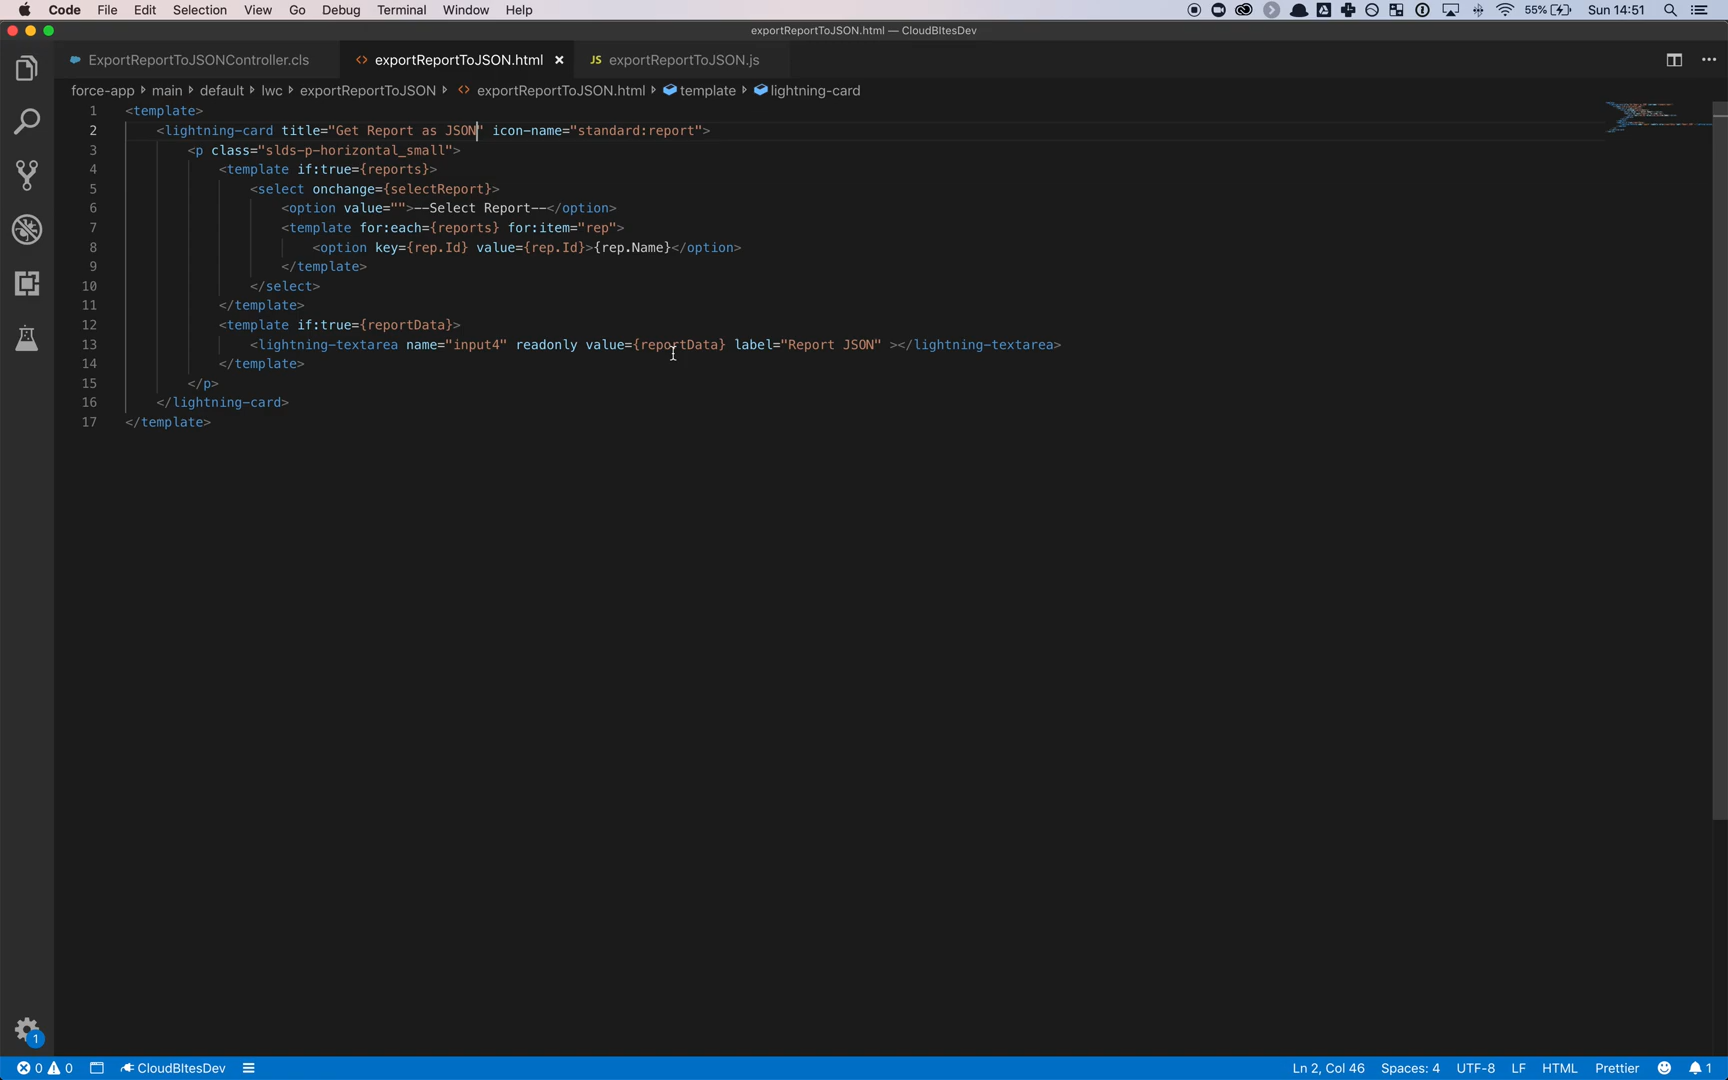 Code File Edit Selection View Go Debug Terminal Window Help 55% Sun 14:51
exportReportToJSON.html — CloudBItesDev
ExportReportToJSONController.cls exportReportToJSON.html JS exportReportToJSON.js
force-app main default lwc exportReportToJSON exportReportToJSON.html template lightning-card
1 <template>
2 <lightning-card title="Get Report as JSON" icon-name="standard:report">
3 <p class="slds-p-horizontal_small">
4 <template if:true={reports}>
5 <select onchange={selectReport}>
6 <option value="">--Select Report--</option>
7 <template for:each={reports} for:item="rep">
8 <option key={rep.Id} value={rep.Id}>{rep.Name}</option>
9 </template>
10 </select>
11 </template>
12 <template if:true={reportData}>
13 <lightning-textarea name="input4" readonly value={reportData} label="Report JSON" ></lightning-textarea>
14 </template>
15 </p>
16 </lightning-card>
17 </template>
1
0 0 CloudBItesDev Ln 2, Col 46 Spaces: 4 UTF-8 LF HTML Prettier 1